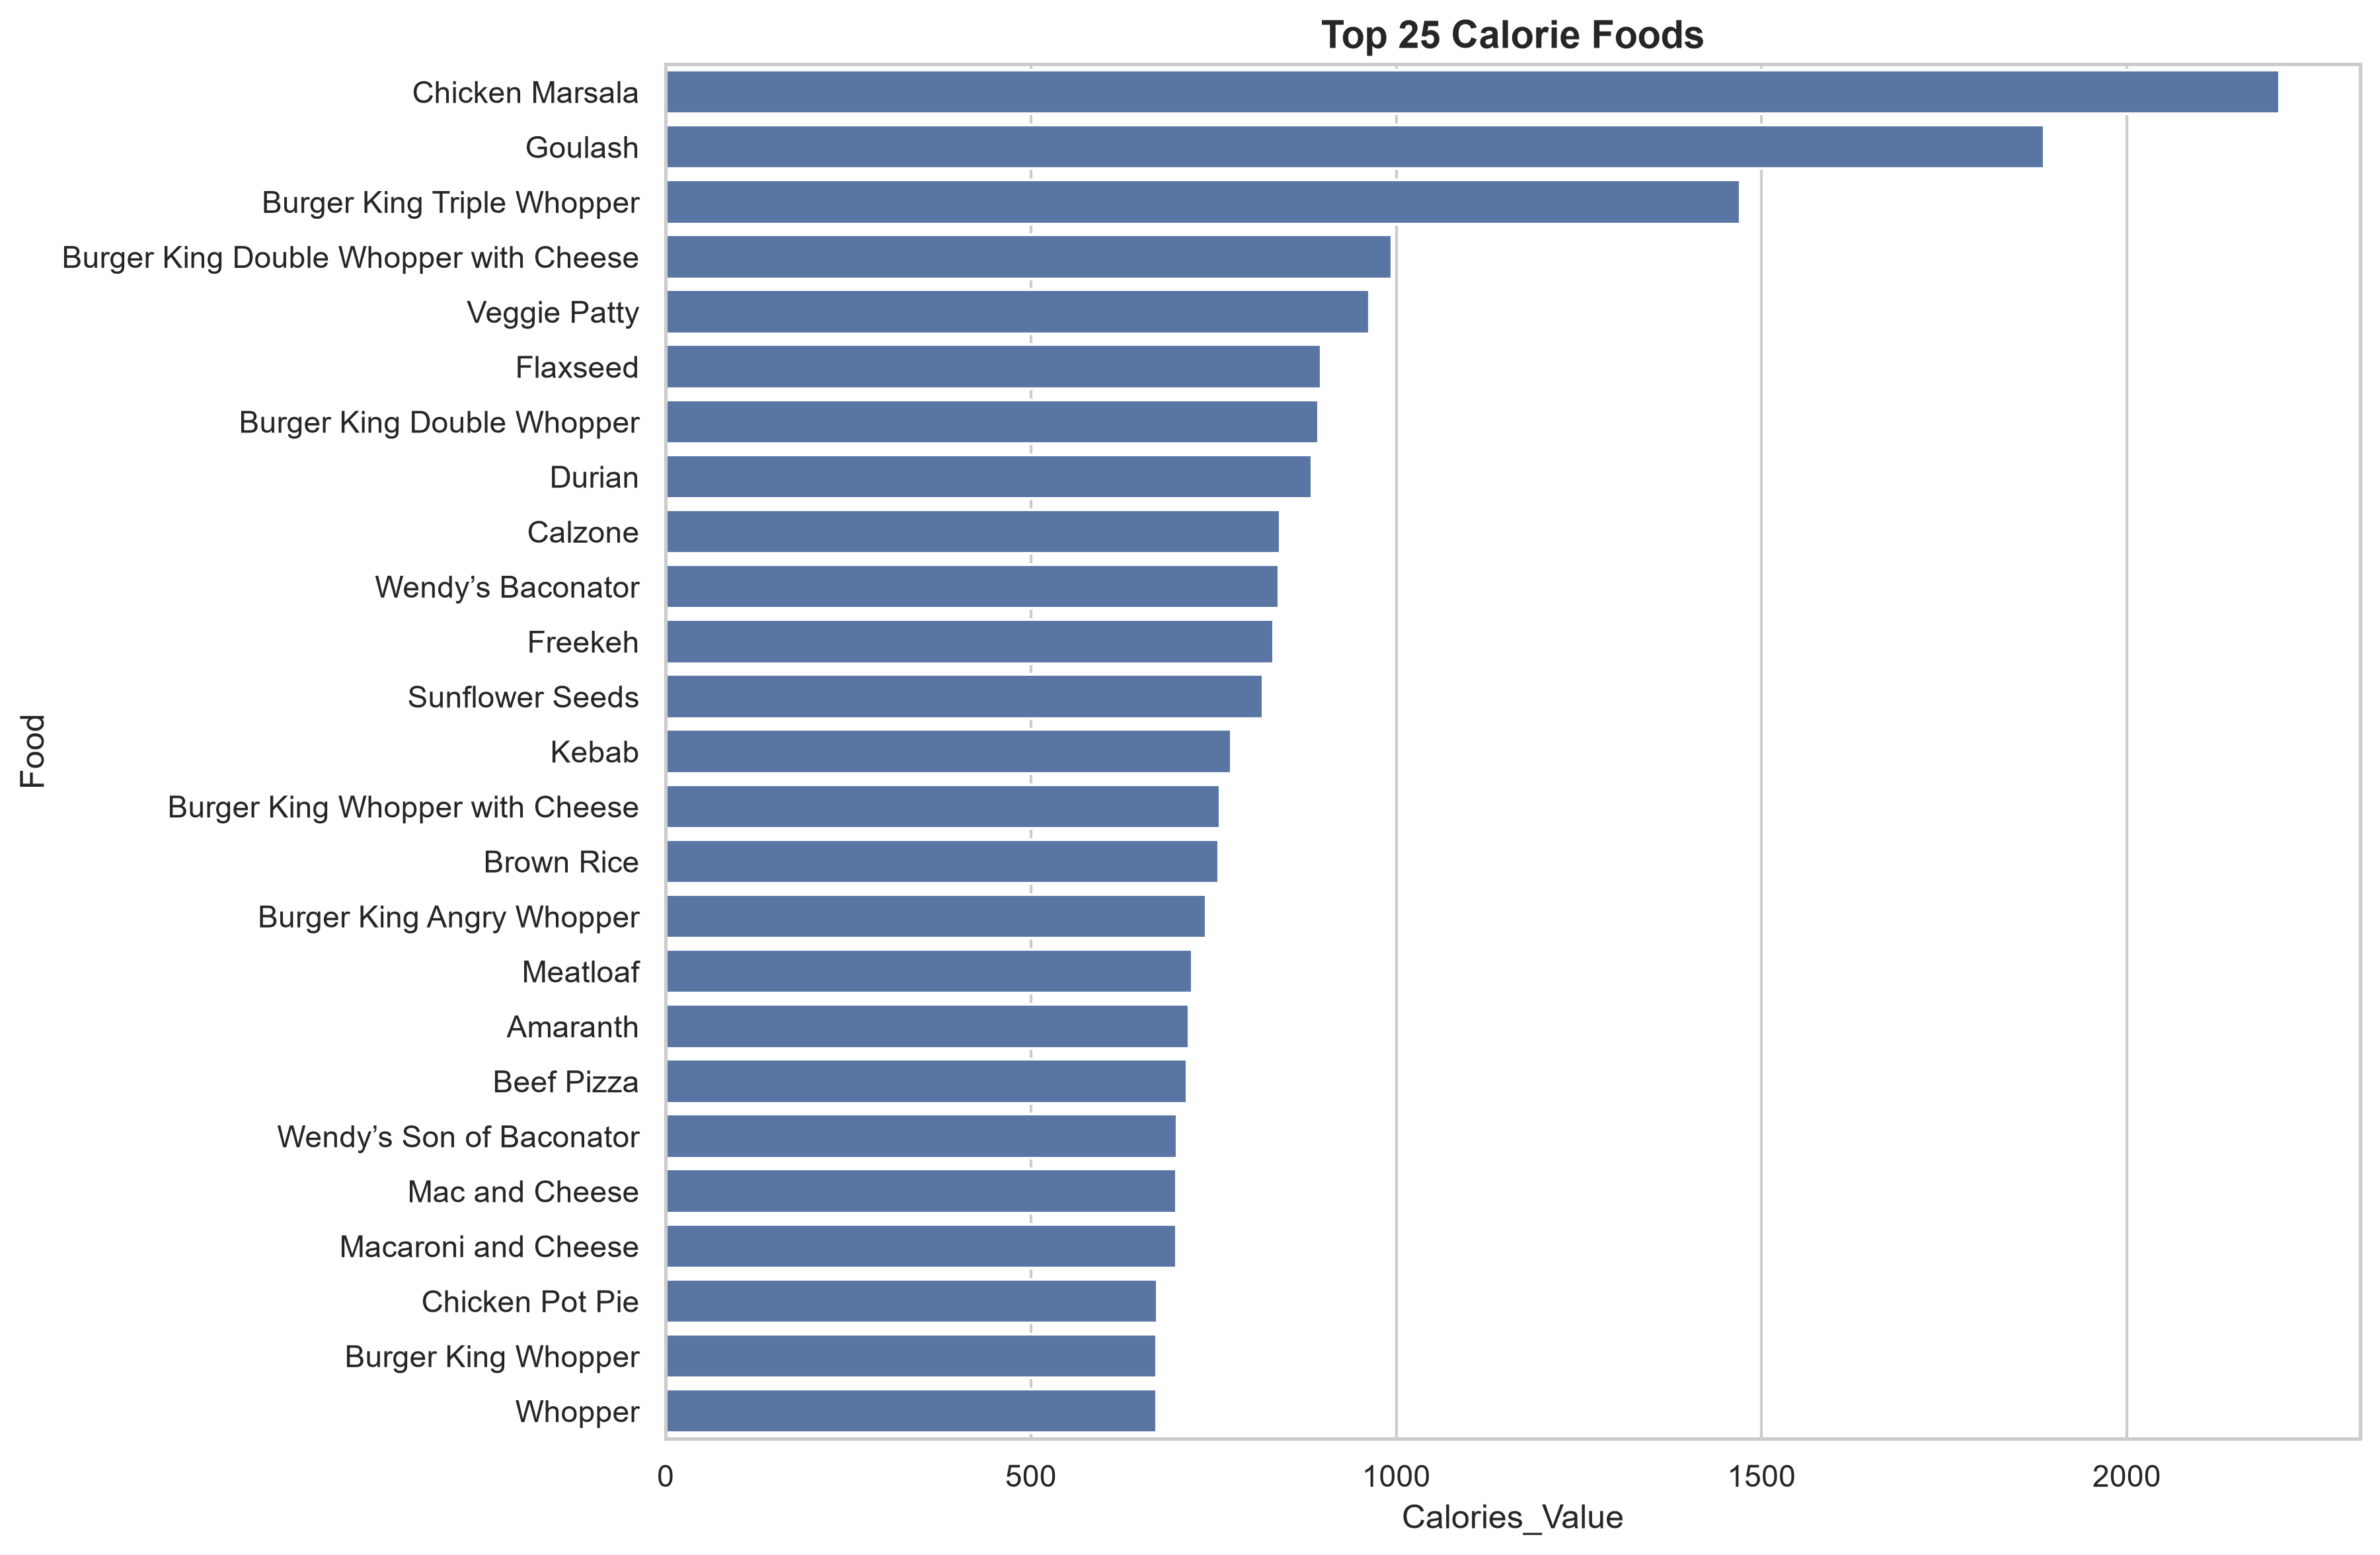 Top 25 Calorie Foods
Chicken Marsala
Goulash
Burger King Triple Whopper
Burger King Double Whopper with Cheese
Veggie Patty
Flaxseed
Burger King Double Whopper
Durian
Calzone
Wendy’s Baconator
Freekeh
Sunflower Seeds
Kebab
Burger King Whopper with Cheese
Brown Rice
Burger King Angry Whopper
Meatloaf
Amaranth
Beef Pizza
Wendy’s Son of Baconator
Mac and Cheese
Macaroni and Cheese
Chicken Pot Pie
Burger King Whopper
Whopper
Food
0 500 1000 1500 2000
Calories_Value